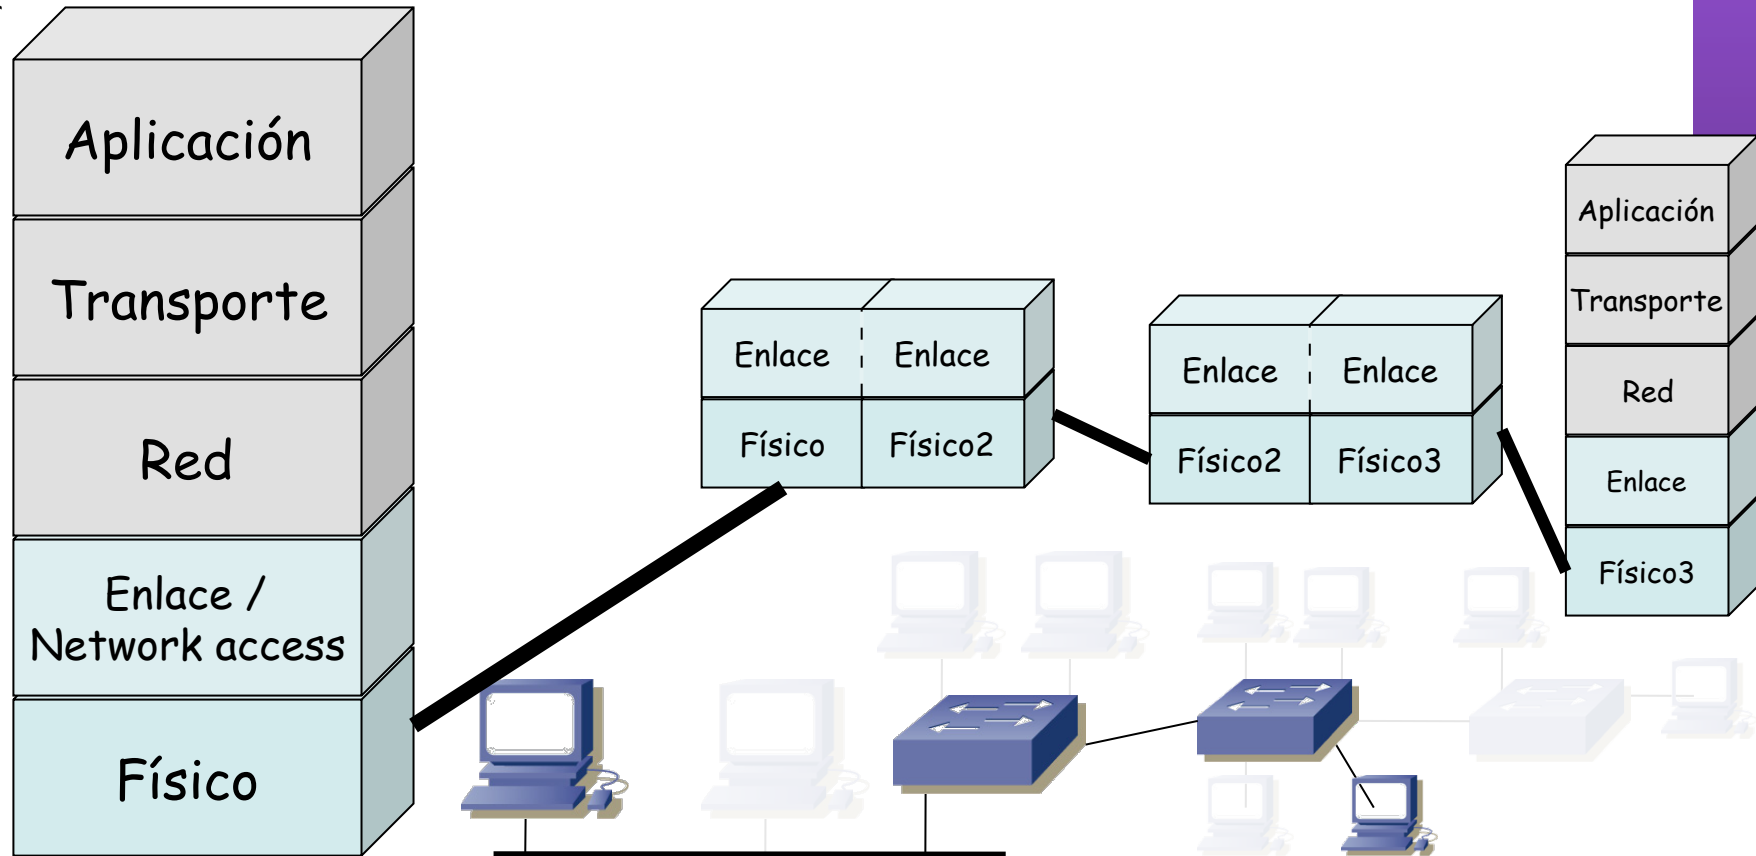 Aplicación
Transporte
Red
Enlace /
Network access
Físico
Enlace
Enlace
Físico
Físico2
Enlace
Enlace
Físico2
Físico3
Aplicación
Transporte
Red
Enlace
Físico3